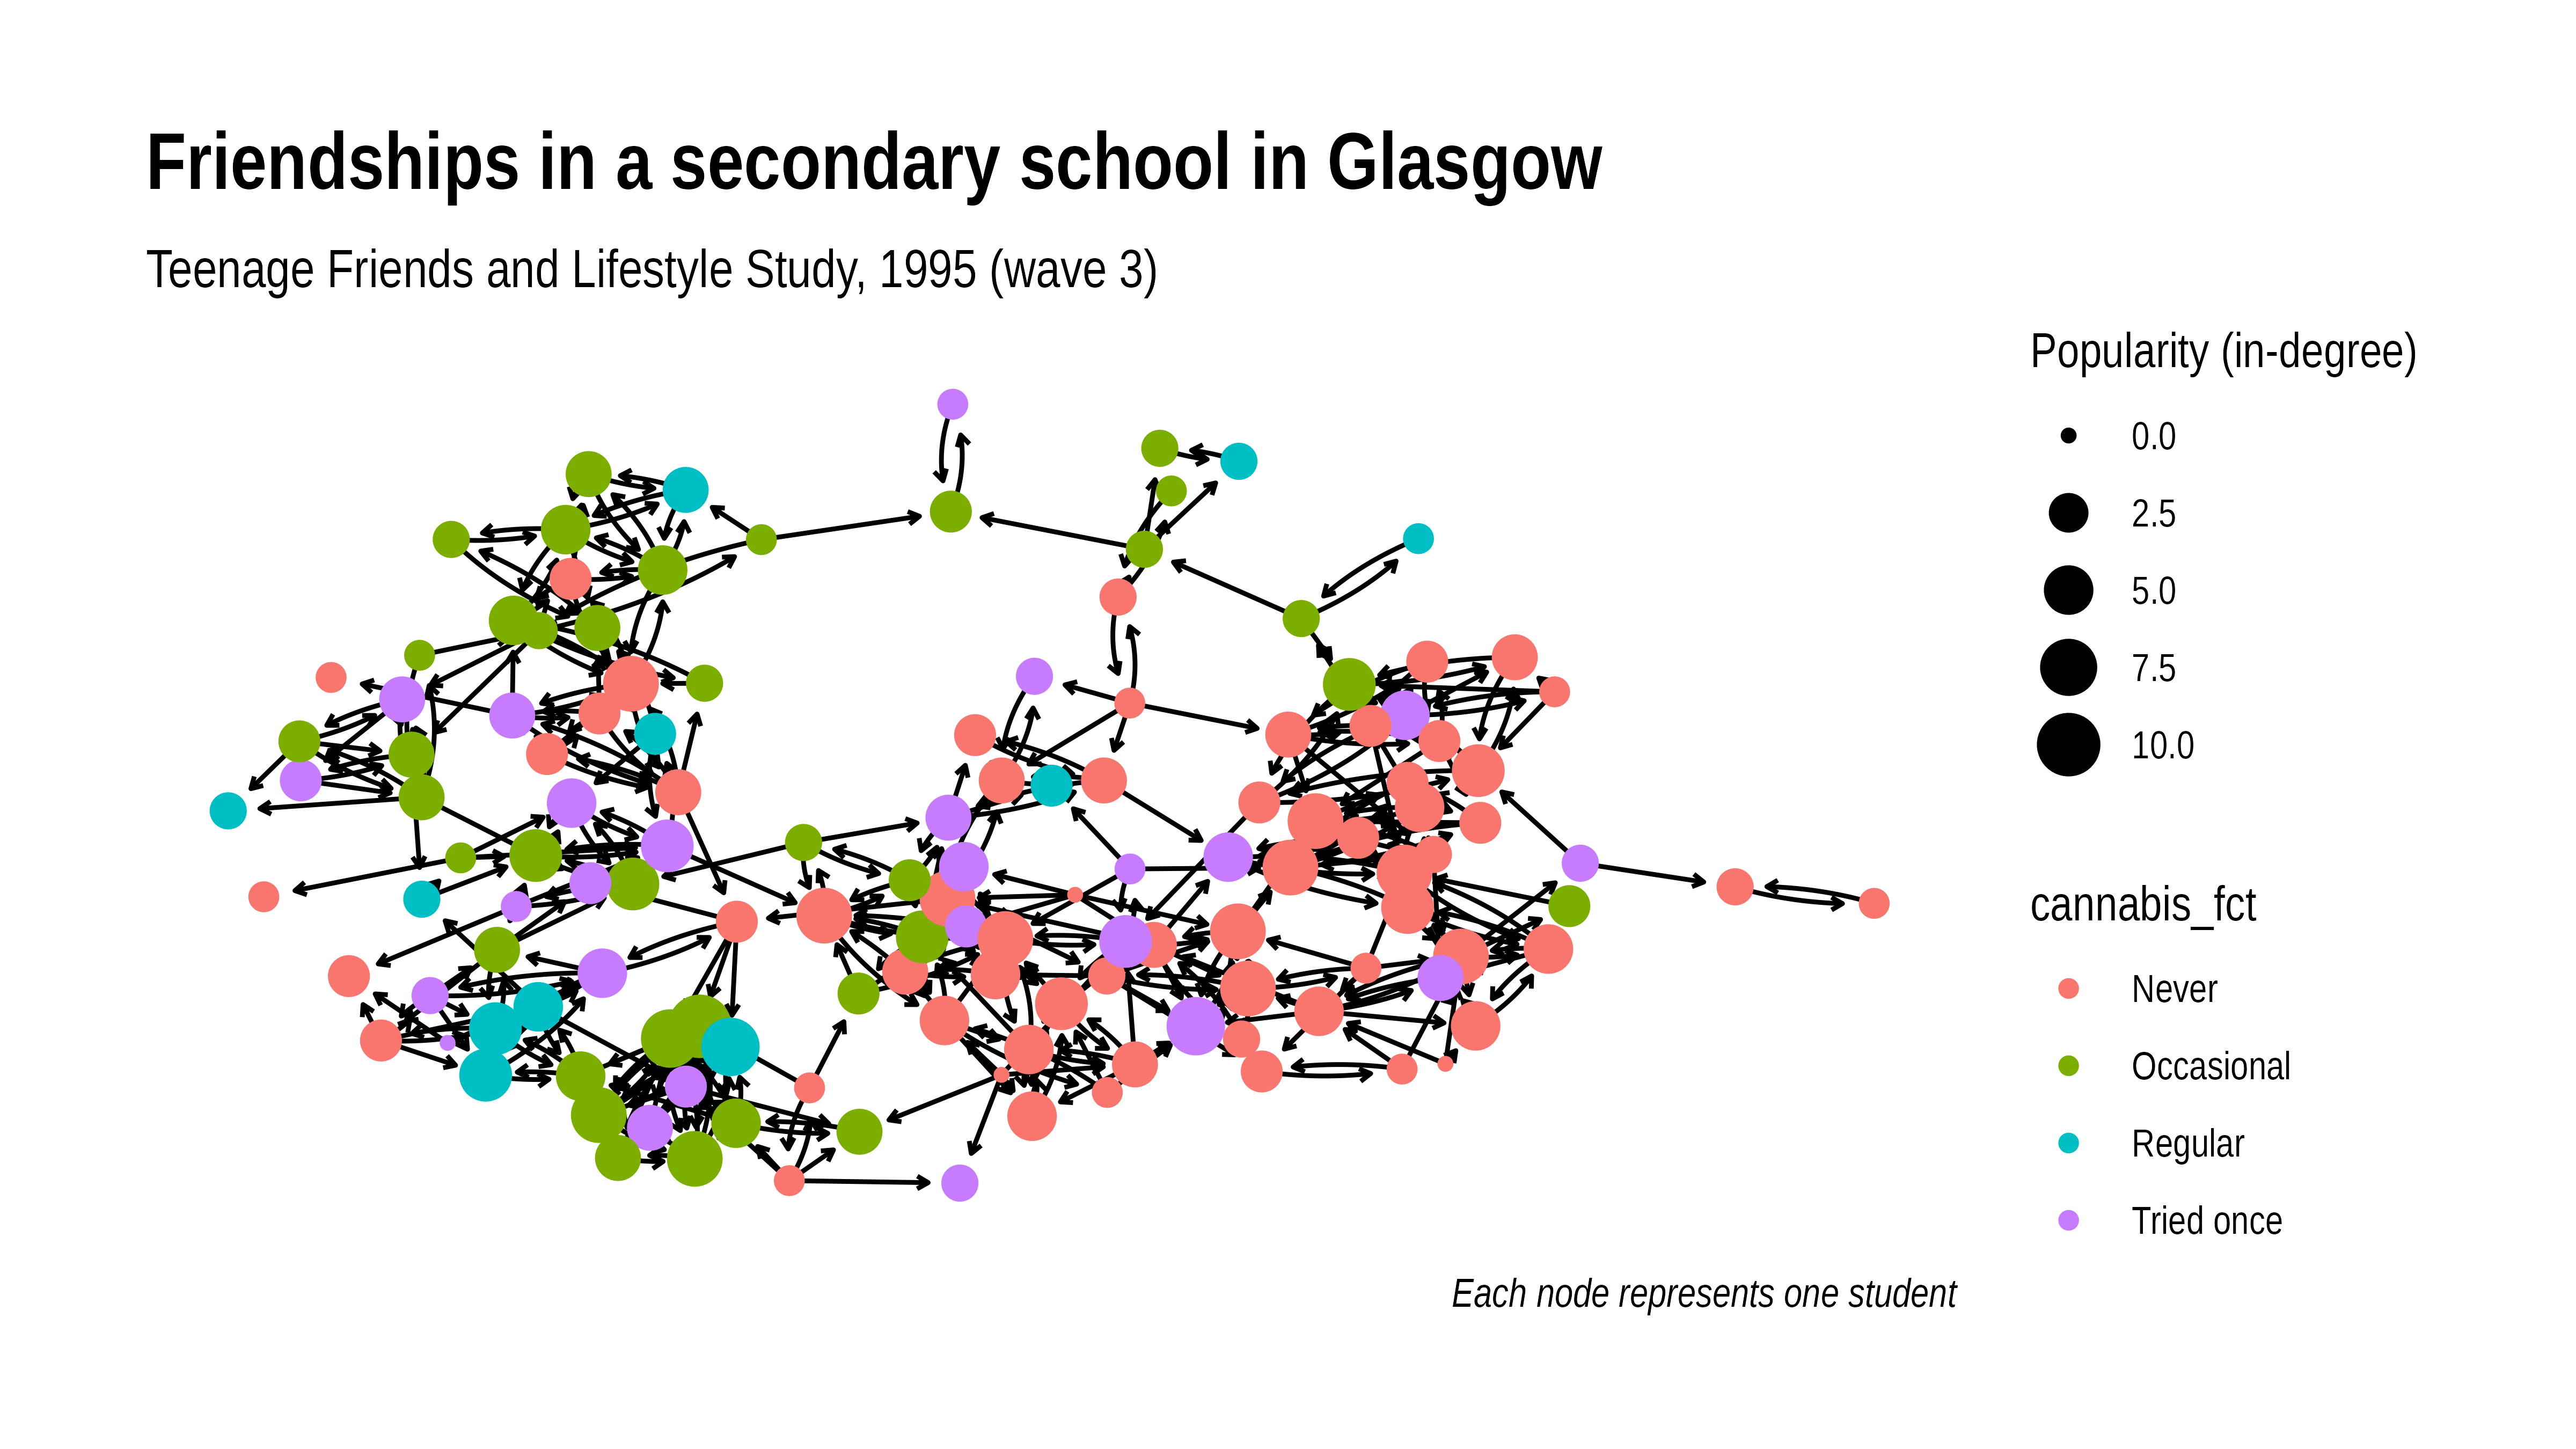 Friendships in a secondary school in Glasgow
Teenage Friends and Lifestyle Study, 1995 (wave 3)
Popularity (in-degree)
0.0
2.5
5.0
7.5
10.0
cannabis_fct
Never
Occasional
Regular
Tried once
Each node represents one student